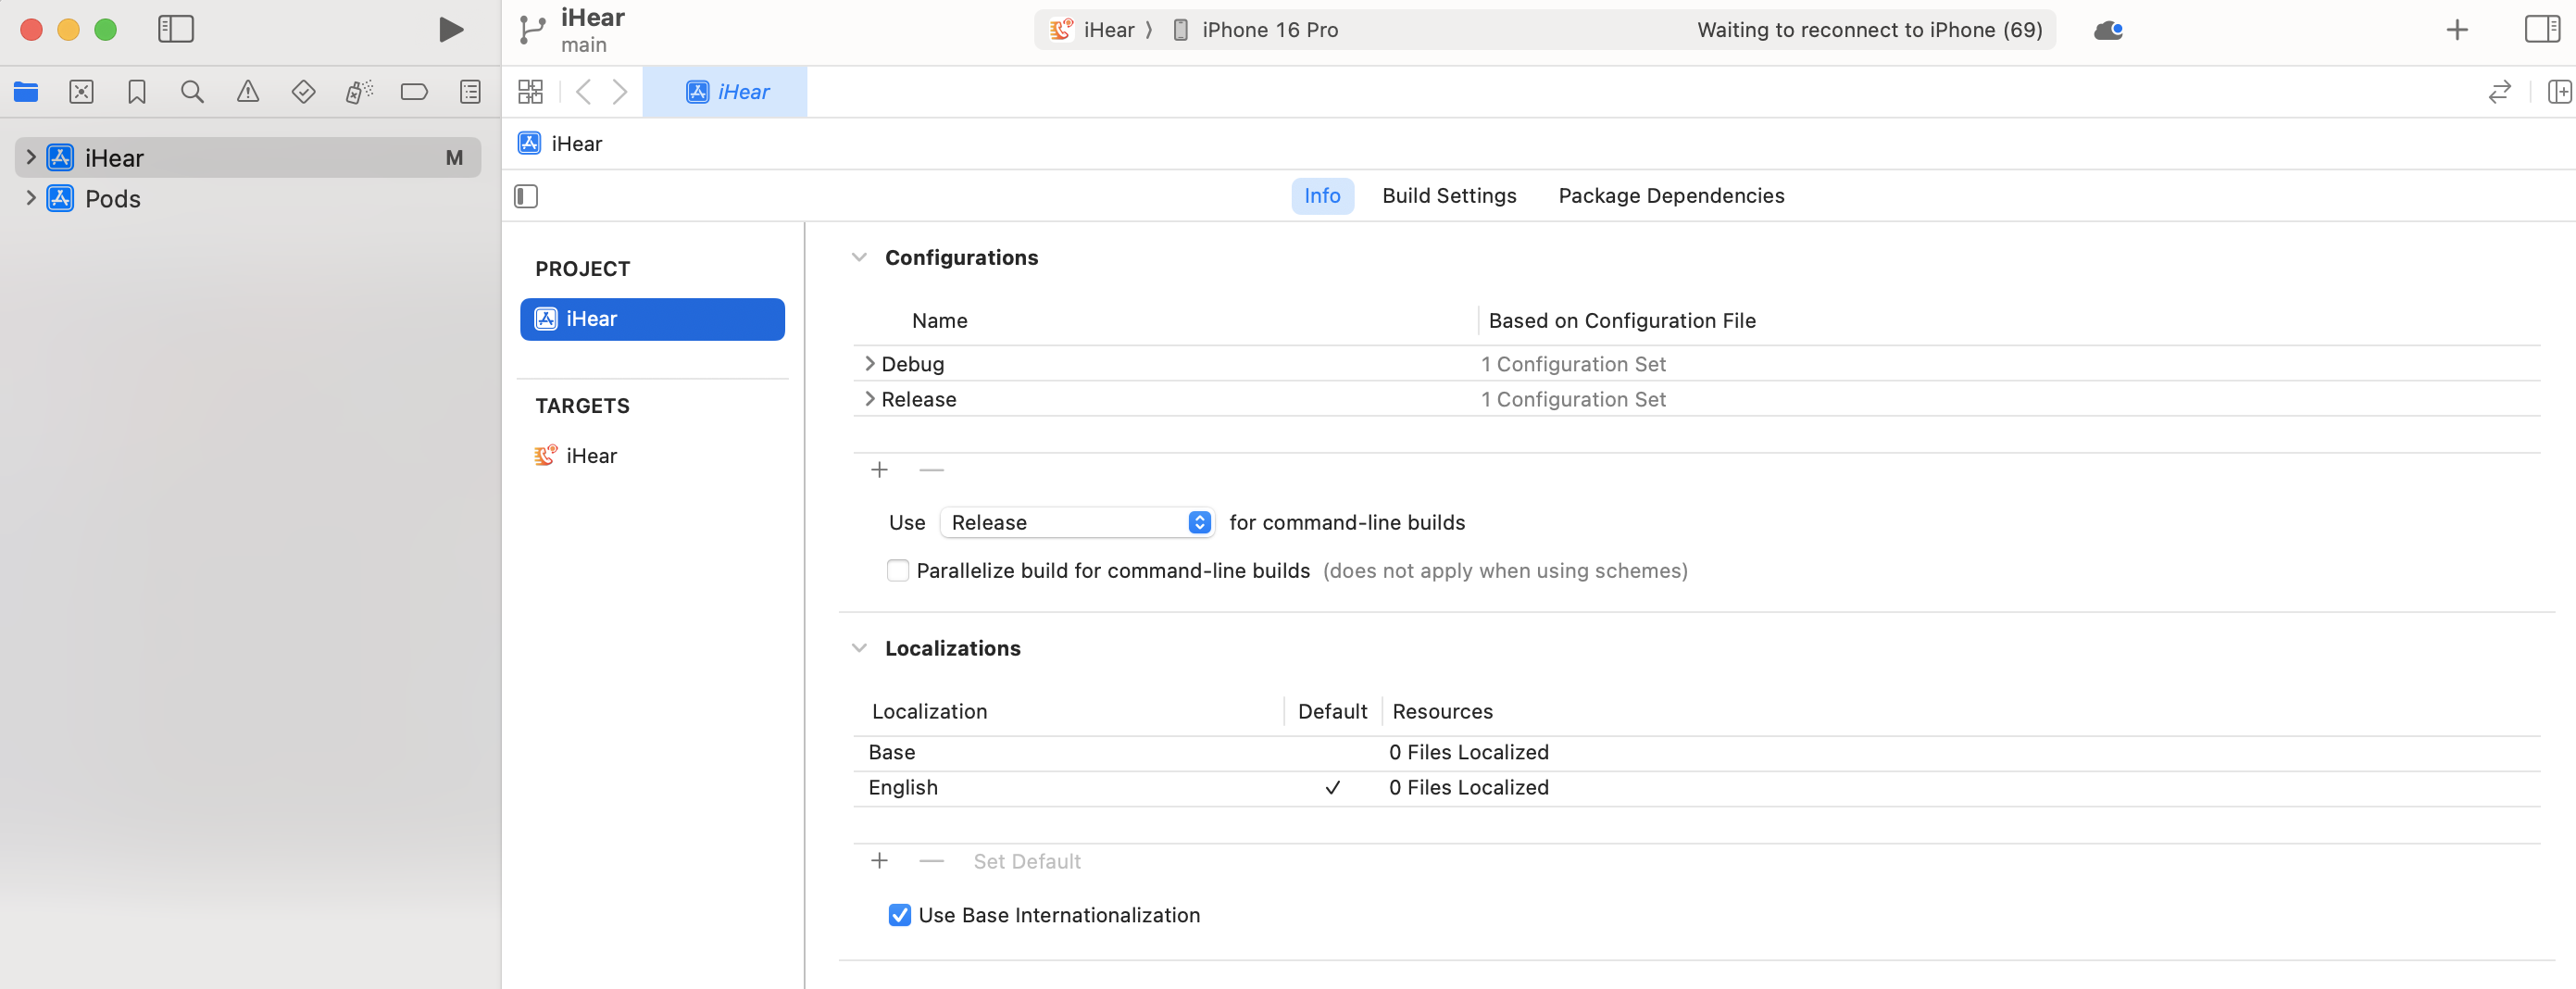 iHear
main
iHear 〉 iPhone 16 Pro
Waiting to reconnect to iPhone (69)
iHear
iHear M
Pods
iHear
Info Build Settings Package Dependencies
PROJECT
iHear
TARGETS
iHear
Configurations
Name Based on Configuration File
Debug 1 Configuration Set
Release 1 Configuration Set
Use Release for command-line builds
Parallelize build for command-line builds (does not apply when using schemes)
Localizations
Localization Default Resources
Base 0 Files Localized
English ✓ 0 Files Localized
Set Default
Use Base Internationalization